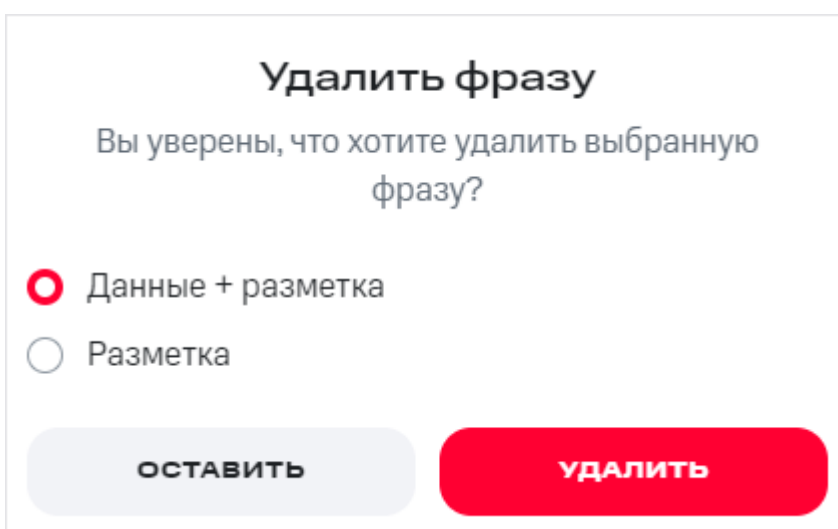 Удалить фразу
Вы уверены, что хотите удалить выбранную
фразу?
Данные + разметка
Разметка
ОСТАВИТЬ
УДАЛИТЬ